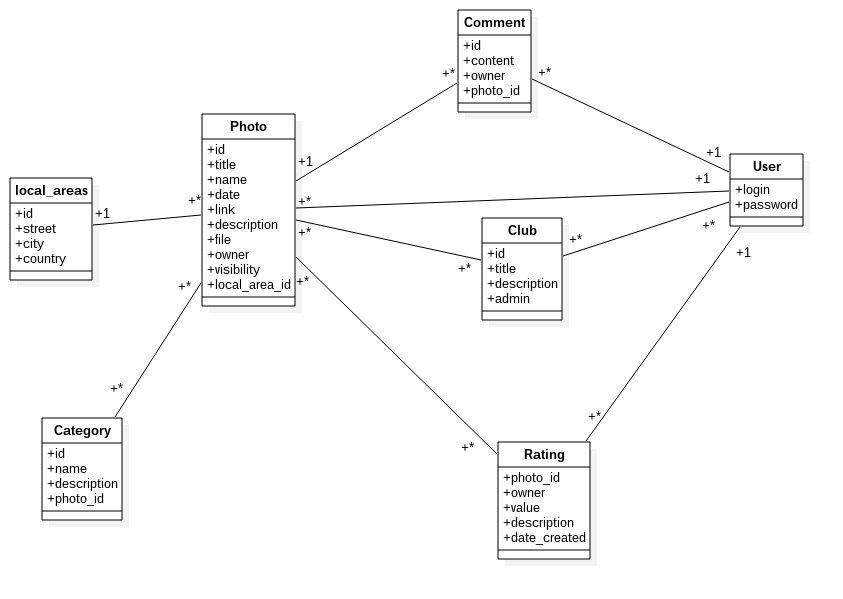 Comment
+id
+content
+owner
+photo_id
+*
+*
Photo
+id
+title
+name
+date
+link
+description
+file
+owner
+visibility
+local_area_id
+1
+*
+*
+*
local_areas
+id
+street
+city
+country
+1
+*
+*
+*
Category
+id
+name
+description
+photo_id
User
+login
+password
+1
+1
+*
+1
Club
+id
+title
+description
+admin
+*
+*
Rating
+photo_id
+owner
+value
+description
+date_created
+*
+*